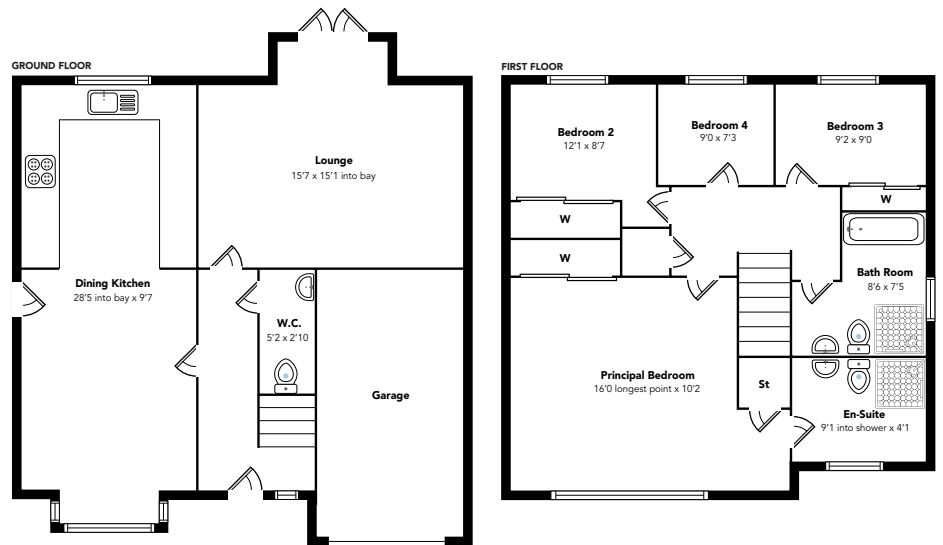 GROUND FLOOR
Lounge
15'7 x 15'1 into bay
Dining Kitchen
28'5 into bay x 9'7
W.C.
5'2 x 2'10
Garage
FIRST FLOOR
Bedroom 2
12'1 x 8'7
Bedroom 4
9'0 x 7'3
Bedroom 3
9'2 x 9'0
W
W
W
Bath Room
8'6 x 7'5
Principal Bedroom
16'0 longest point x 10'2
St
En-Suite
9'1 into shower x 4'1